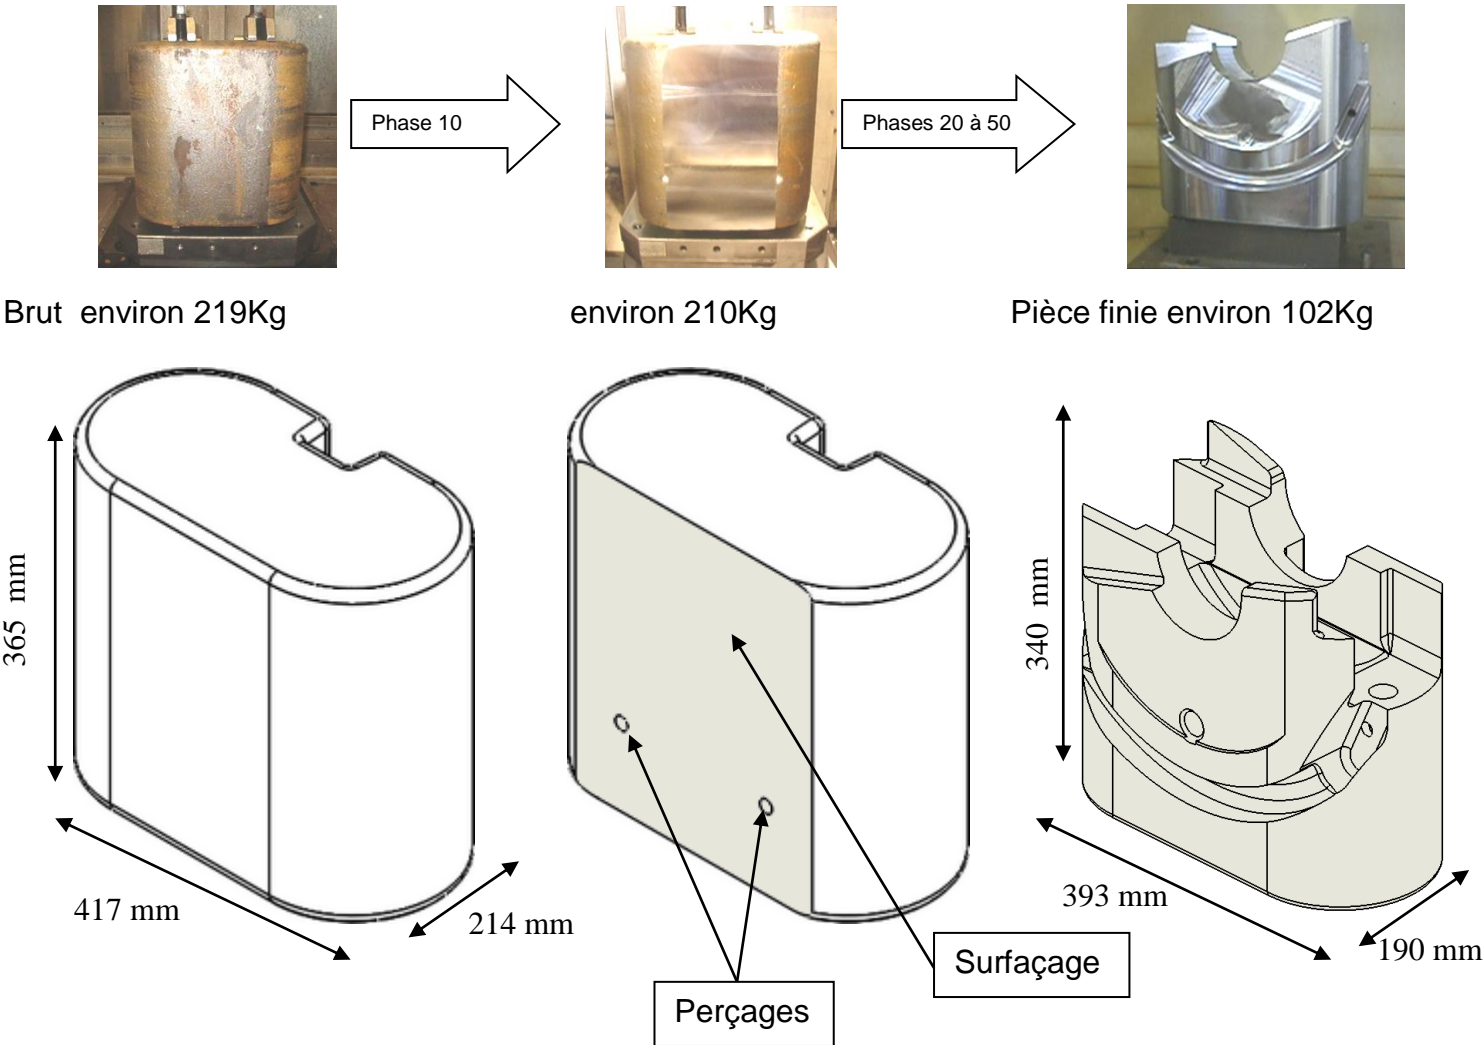 Phase 10
Phases 20 à 50
Brut environ 219Kg
environ 210Kg
Pièce finie environ 102Kg
365 mm
417 mm
214 mm
340 mm
393 mm
190 mm
Surfaçage
Perçages